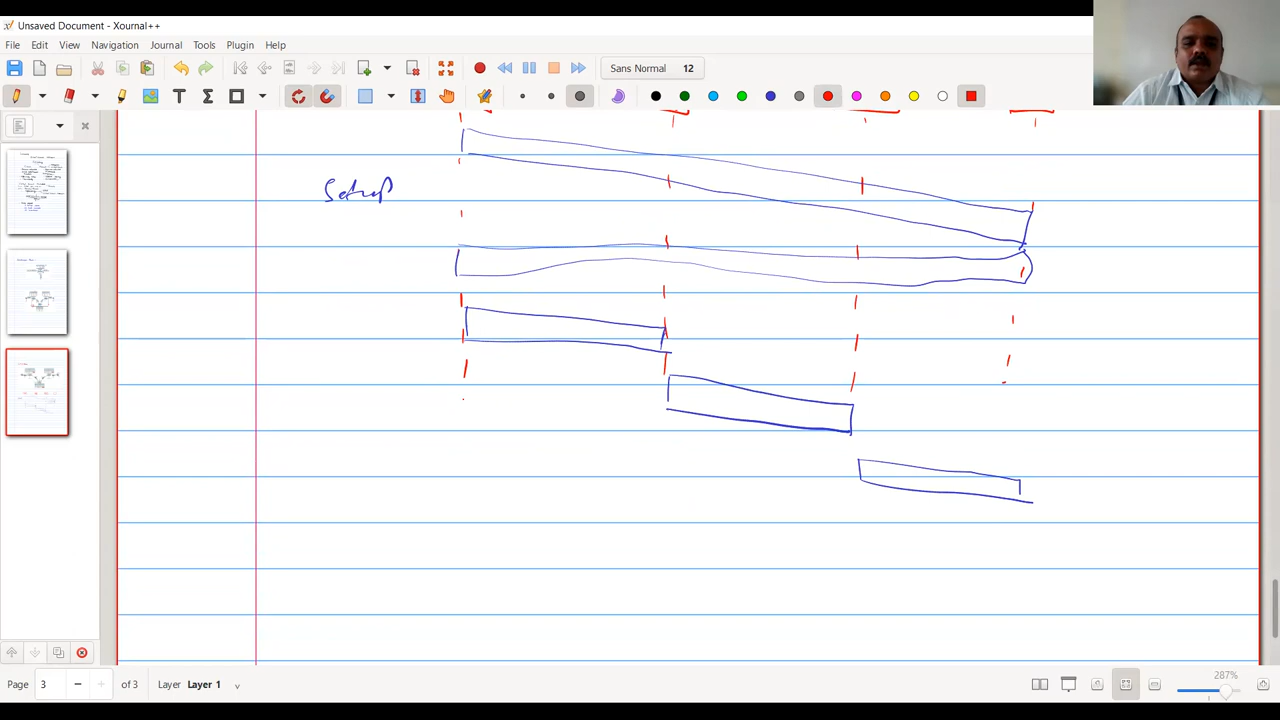 Unsaved Document - Xournal++
File Edit View Navigation Journal Tools Plugin Help
Sans Normal 12
Setup
Page 3 of 3 Layer Layer 1 287%